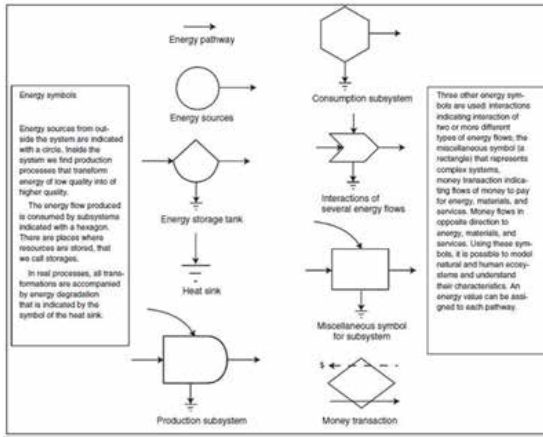 Energy symbols
Energy sources from out-
side the system are indicated
with a circle. Inside the
system we find production
processes that transform
energy of low quality into of
higher quality.
The energy flow produced
is consumed by subsystems
indicated with a hexagon.
There are places where
resources are stored, that
we call storages.
In real processes, all trans-
formations are accompanied
by energy degradation
that is indicated by the
symbol of the heat sink.
Energy pathway
Energy sources
Energy storage tank
Heat sink
Production subsystem
Consumption subsystem
Interactions of
several energy flows
Miscellaneous symbol
for subsystem
$
Money transaction
Three other energy sym-
bols are used: interactions
indicating interaction of
two or more different
types of energy flows; the
miscellaneous symbol (a
rectangle) that represents
complex systems,
money transaction indica-
ting flows of money to pay
for energy, materials, and
services. Money flows in
opposite direction to
energy, materials, and
services. Using these sym-
bols, it is possible to model
natural and human ecosy-
stems and understand
their characteristics. An
energy value can be assi-
gned to each pathway.